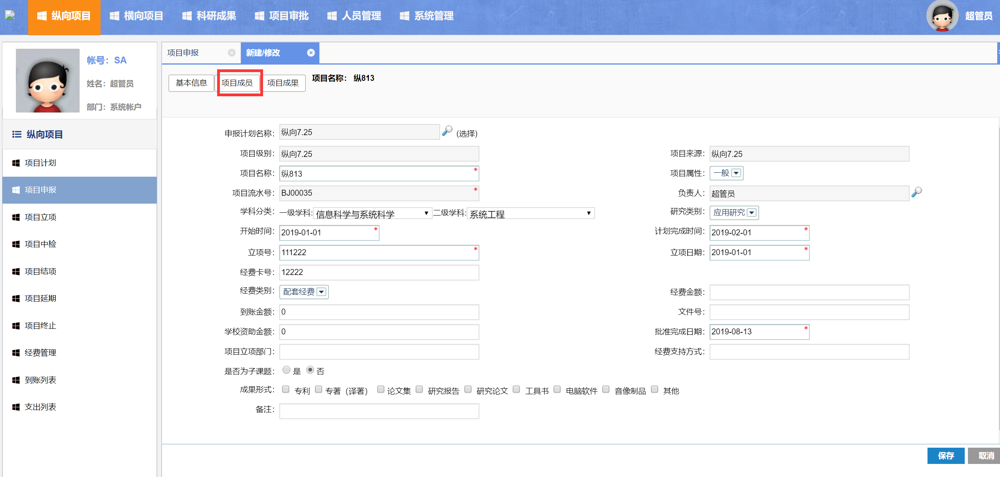 纵向项目 横向项目 科研成果 项目审批 人员管理 系统管理 超管员
帐号：SA
姓名：超管员
部门：系统帐户
纵向项目
项目计划
项目申报
项目立项
项目中检
项目结项
项目延期
项目终止
经费管理
到账列表
支出列表
项目申报 新建/修改
基本信息 项目成员 项目成果 项目名称： 纵813
申报计划名称： 纵向7.25 (选择)
项目级别： 纵向7.25 项目来源： 纵向7.25
项目名称： 纵813 * 项目属性： 一般
项目流水号： BJ00035 * 负责人： 超管员
学科分类： 一级学科: 信息科学与系统科学 二级学科: 系统工程 研究类别： 应用研究
开始时间： 2019-01-01 * 计划完成时间： 2019-02-01 *
立项号： 111222 * 立项日期： 2019-01-01 *
经费卡号： 12222
经费类别： 配套经费 经费金额：
到账金额： 0 文件号：
学校资助金额： 0 批准完成日期： 2019-08-13 *
项目立项部门： 经费支持方式：
是否为子课题： 是 否
成果形式： 专利 专著（译著） 论文集 研究报告 研究论文 工具书 电脑软件 音像制品 其他
备注：
保存 取消